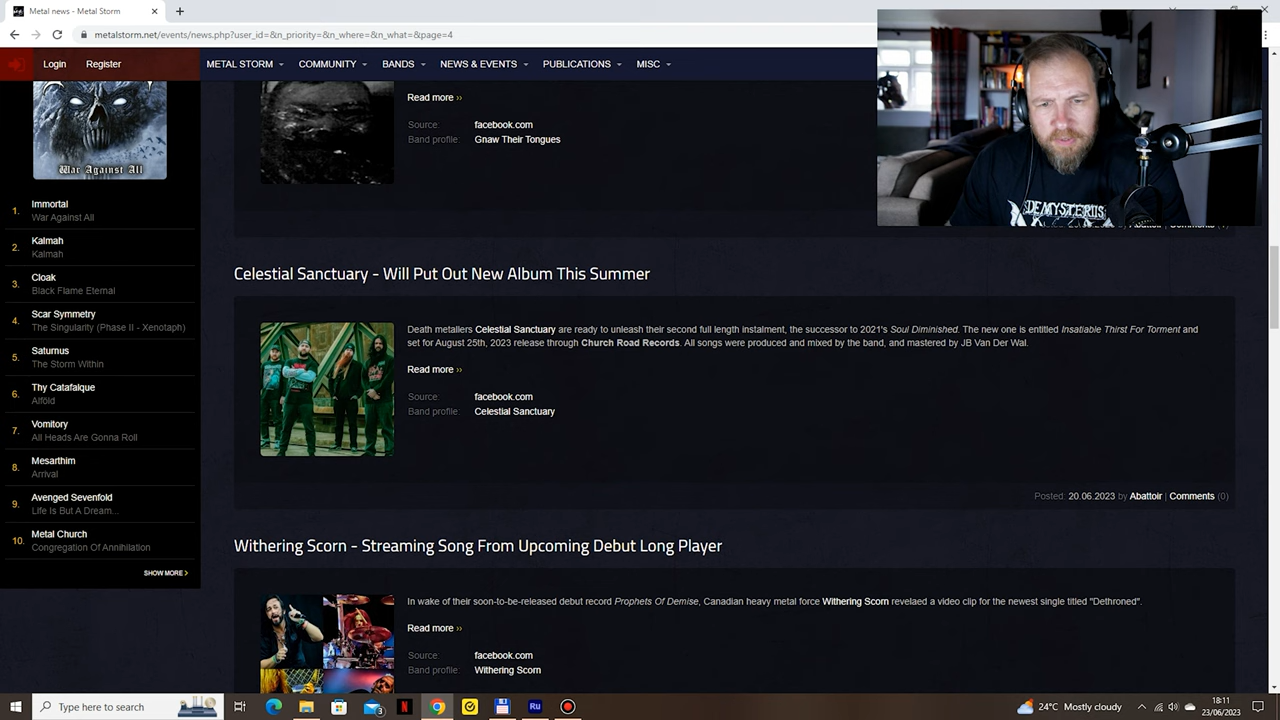 Metal news - Metal Storm
metalstorm.net/events/news.php?user_id=&n_priority=&n_where=&n_what=&page=4
Login
Register
METAL STORM
COMMUNITY
BANDS
NEWS & EVENTS
PUBLICATIONS
MISC
War Against All
1.
Immortal
War Against All
2.
Kalmah
Kalmah
3.
Cloak
Black Flame Eternal
4.
Scar Symmetry
The Singularity (Phase II - Xenotaph)
5.
Saturnus
The Storm Within
6.
Thy Catafalque
Alföld
7.
Vomitory
All Heads Are Gonna Roll
8.
Mesarthim
Arrival
9.
Avenged Sevenfold
Life Is But A Dream...
10.
Metal Church
Congregation Of Annihilation
SHOW MORE
Read more ››
Source: facebook.com
Band profile: Gnaw Their Tongues
DEMYSTERIIS
Celestial Sanctuary - Will Put Out New Album This Summer
Death metallers Celestial Sanctuary are ready to unleash their second full length instalment, the successor to 2021's Soul Diminished. The new one is entitled Insatiable Thirst For Torment and
set for August 25th, 2023 release through Church Road Records. All songs were produced and mixed by the band, and mastered by JB Van Der Wal.
Read more ››
Source: facebook.com
Band profile: Celestial Sanctuary
Posted: 20.06.2023 by Abattoir | Comments (0)
Withering Scorn - Streaming Song From Upcoming Debut Long Player
In wake of their soon-to-be-released debut record Prophets Of Demise, Canadian heavy metal force Withering Scorn revelaed a video clip for the newest single titled "Dethroned".
Read more ››
Source: facebook.com
Band profile: Withering Scorn
Type here to search
3
N
Ru
24°C Mostly cloudy
18:11
23/06/2023